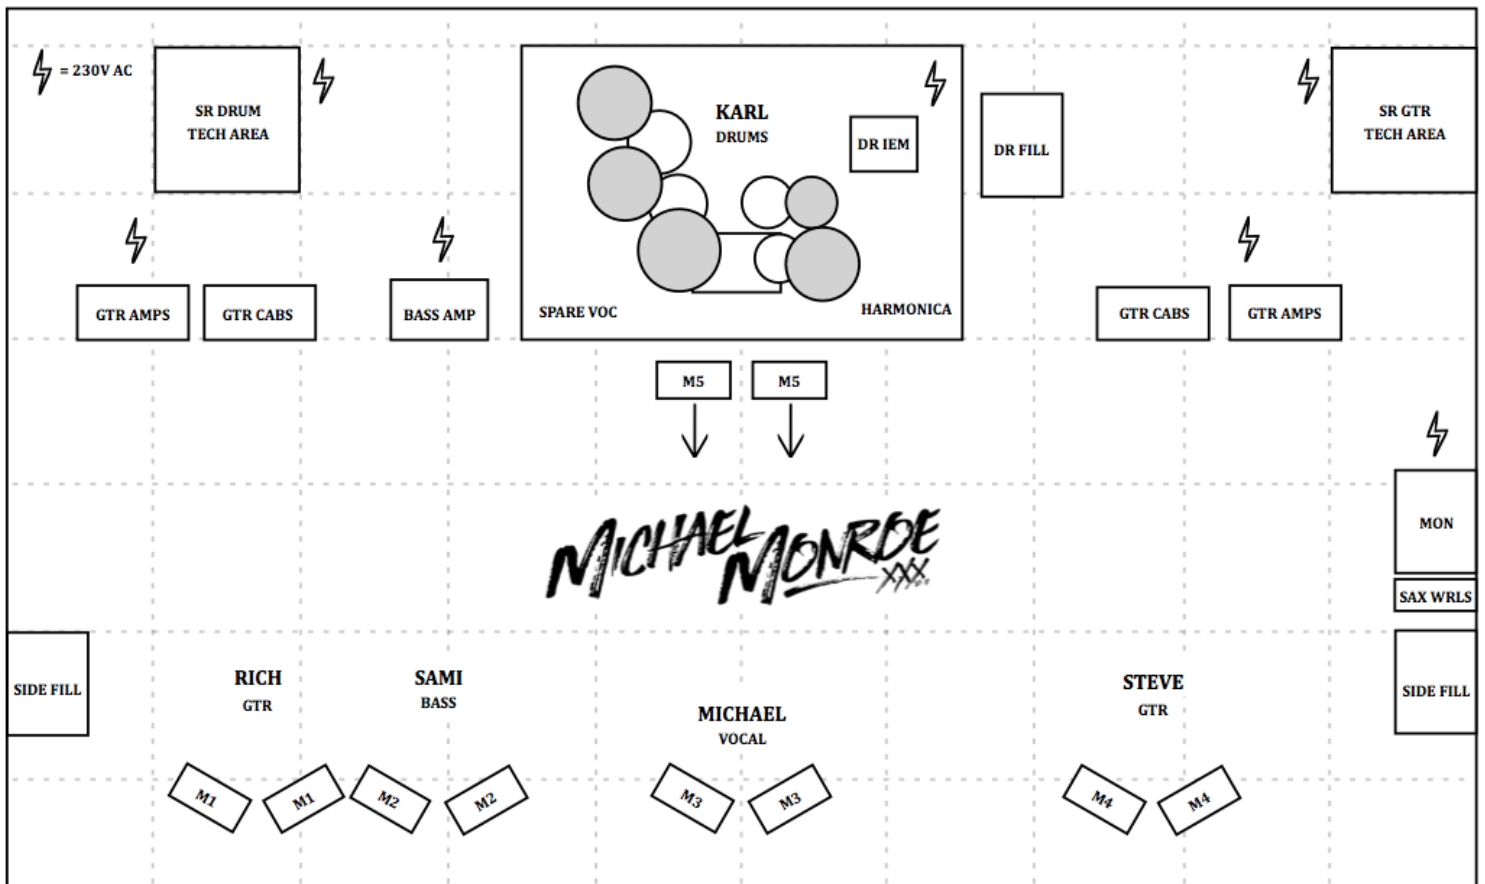 = 230V AC
SR DRUM
TECH AREA
KARL
DRUMS
DR IEM
DR FILL
SR GTR
TECH AREA
GTR AMPS
GTR CABS
BASS AMP
SPARE VOC
HARMONICA
GTR CABS
GTR AMPS
M5
M5
MICHAEL
MONROE
XXX
MON
SAX WRLS
SIDE FILL
RICH
GTR
SAMI
BASS
MICHAEL
VOCAL
STEVE
GTR
SIDE FILL
M1
M1
M2
M2
M3
M3
M4
M4